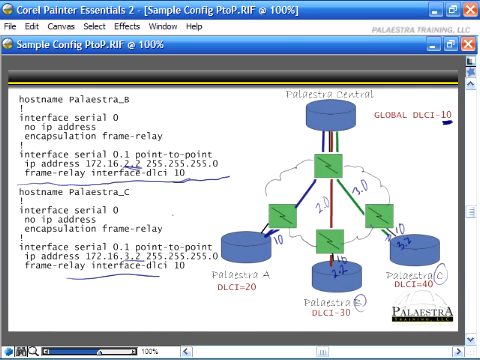 Corel Painter Essentials 2 - [Sample Config PtoP.RIF @ 100%]
File Edit Canvas Effects Window Help
PALAESTRA TRAINING, LLC
Sample Config PtoP.RIF @ 100%
hostname Palaestra_B
!
interface serial 0
no ip address
encapsulation frame-relay
!
interface serial 0.1 point-to-point
ip address 172.16.2.2 255.255.255.0
frame-relay interface-dlci 10
hostname Palaestra_C
!
interface serial 0
no ip address
encapsulation frame-relay
!
interface serial 0.1 point-to-point
ip address 172.16.3.2 255.255.255.0
frame-relay interface-dlci 10
Palaestra Central
GLOBAL DLCI-10
2.0
3.0
10
10
3.2
10
2.2
Palaestra A
DLCI=20
Palaestra B
DLCI-30
Palaestra C
DLCI=40
PALAESTRA
TRAINING, LLC
100%